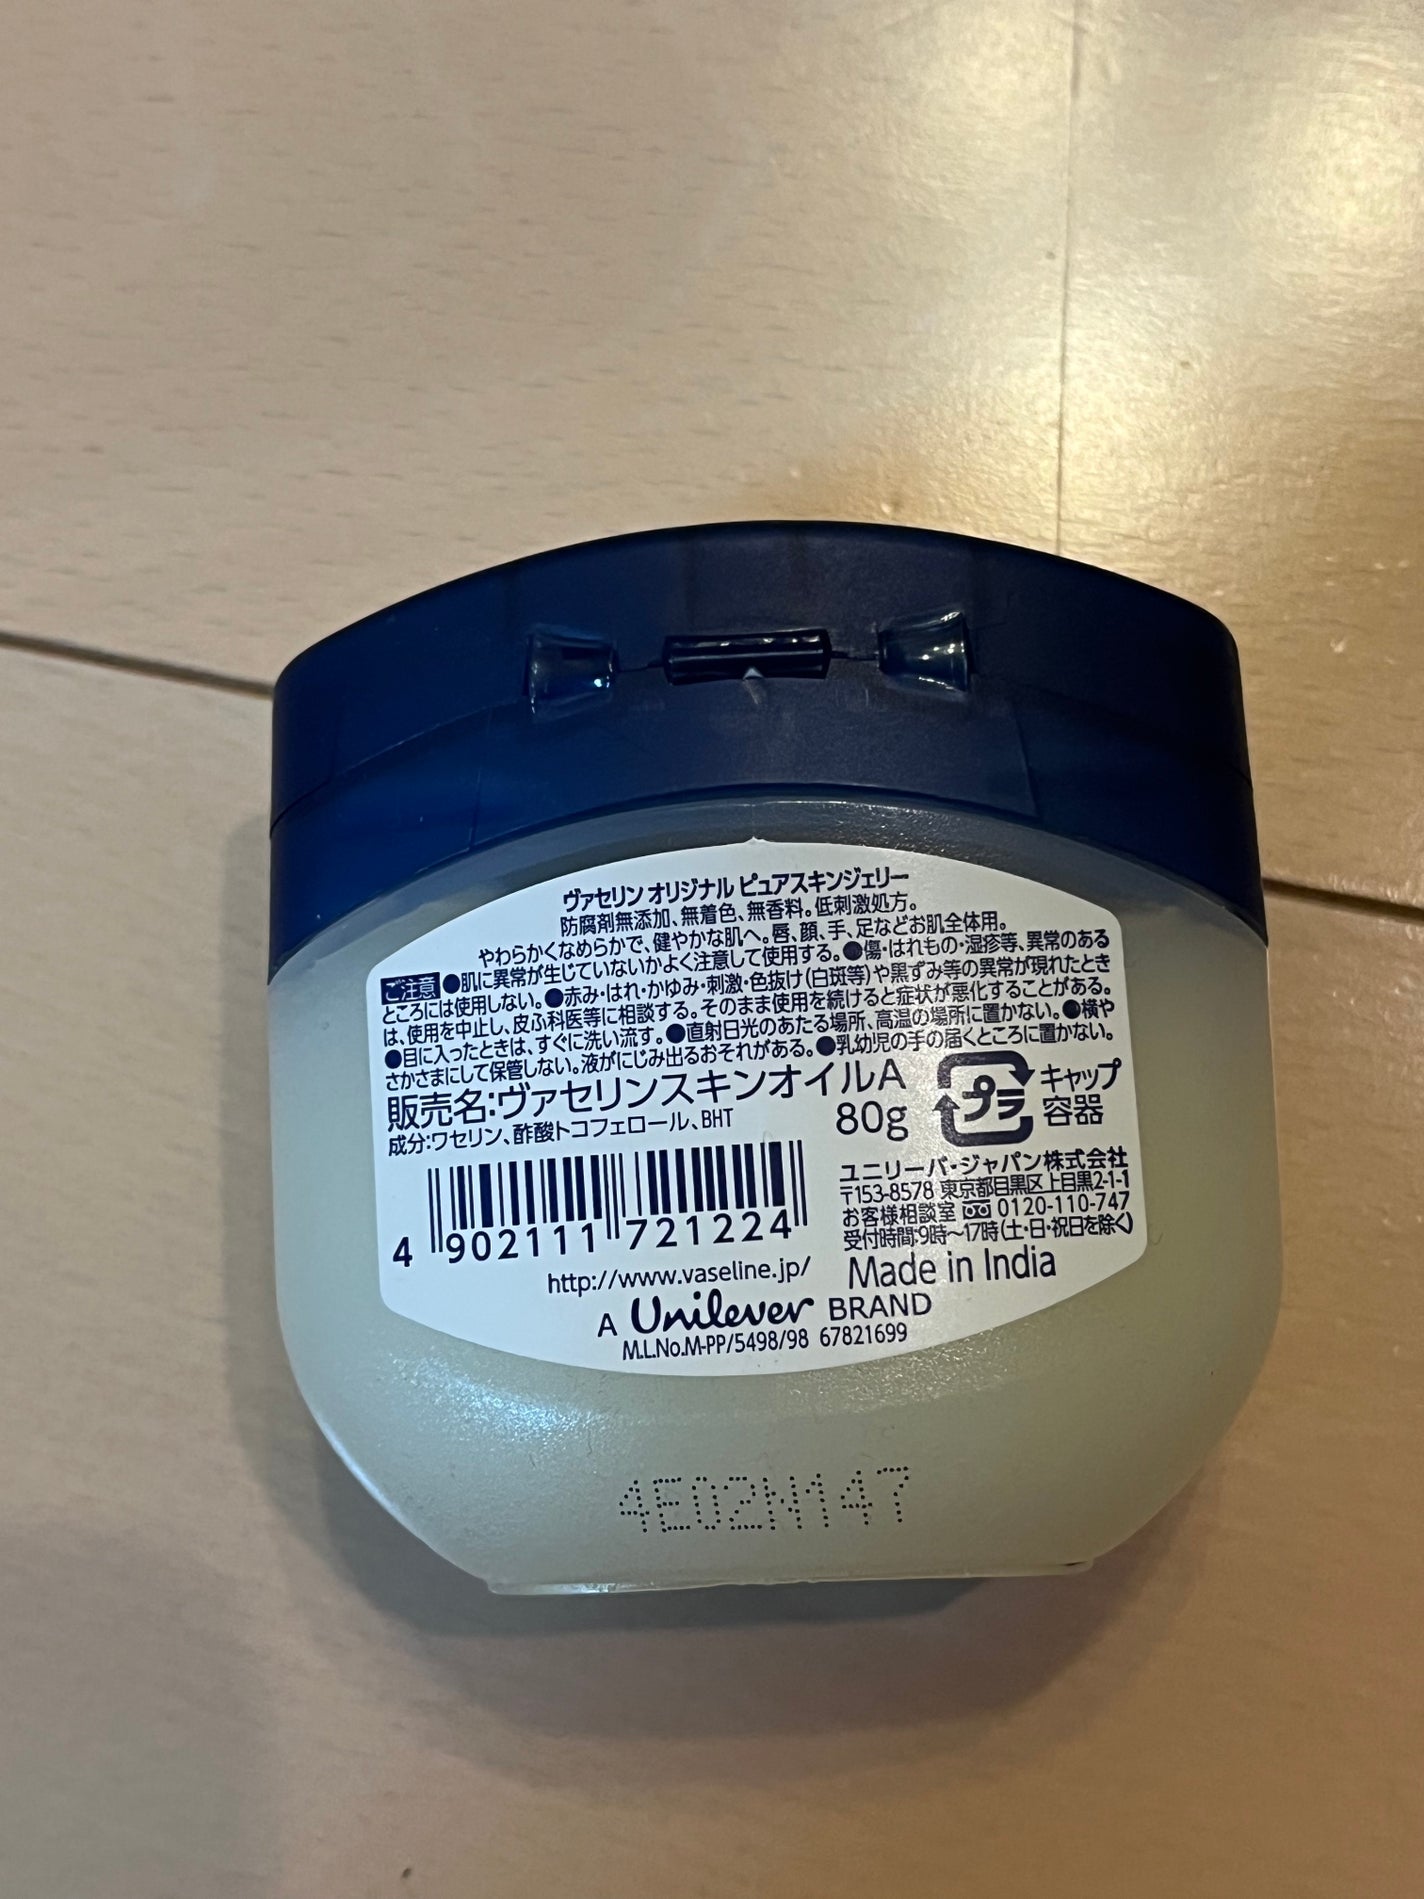 ヴァセリン オリジナル ピュアスキンジェリー
防腐剤無添加、無着色、無香料。低刺激処方。
やわらかくなめらかで、健やかな肌へ。唇、顔、手、足などお肌全体用。
ご注意 ●肌に異常が生じていないかよく注意して使用する。●傷・はれもの・湿疹等、異常のある
ところには使用しない。●赤み・はれ・かゆみ・刺激・色抜け(白斑等)や黒ずみ等の異常が現れたとき
は、使用を中止し、皮ふ科医等に相談する。そのまま使用を続けると症状が悪化することがある。
●目に入ったときは、すぐに洗い流す。●直射日光のあたる場所、高温の場所に置かない。●横や
さかさまにして保管しない。液がにじみ出るおそれがある。●乳幼児の手の届くところに置かない。
販売名:ヴァセリンスキンオイルA
成分:ワセリン、酢酸トコフェロール、BHT
80g
プラ
キャップ
容器
4 902111 721224
ユニリーバ・ジャパン株式会社
〒153-8578 東京都目黒区上目黒2-1-1
お客様相談室 0120-110-747
受付時間:9時〜17時(土・日・祝日を除く)
http://www.vaseline.jp/
Made in India
A Unilever BRAND
M.L.No.M-PP/5498/98 67821699
4E02N147